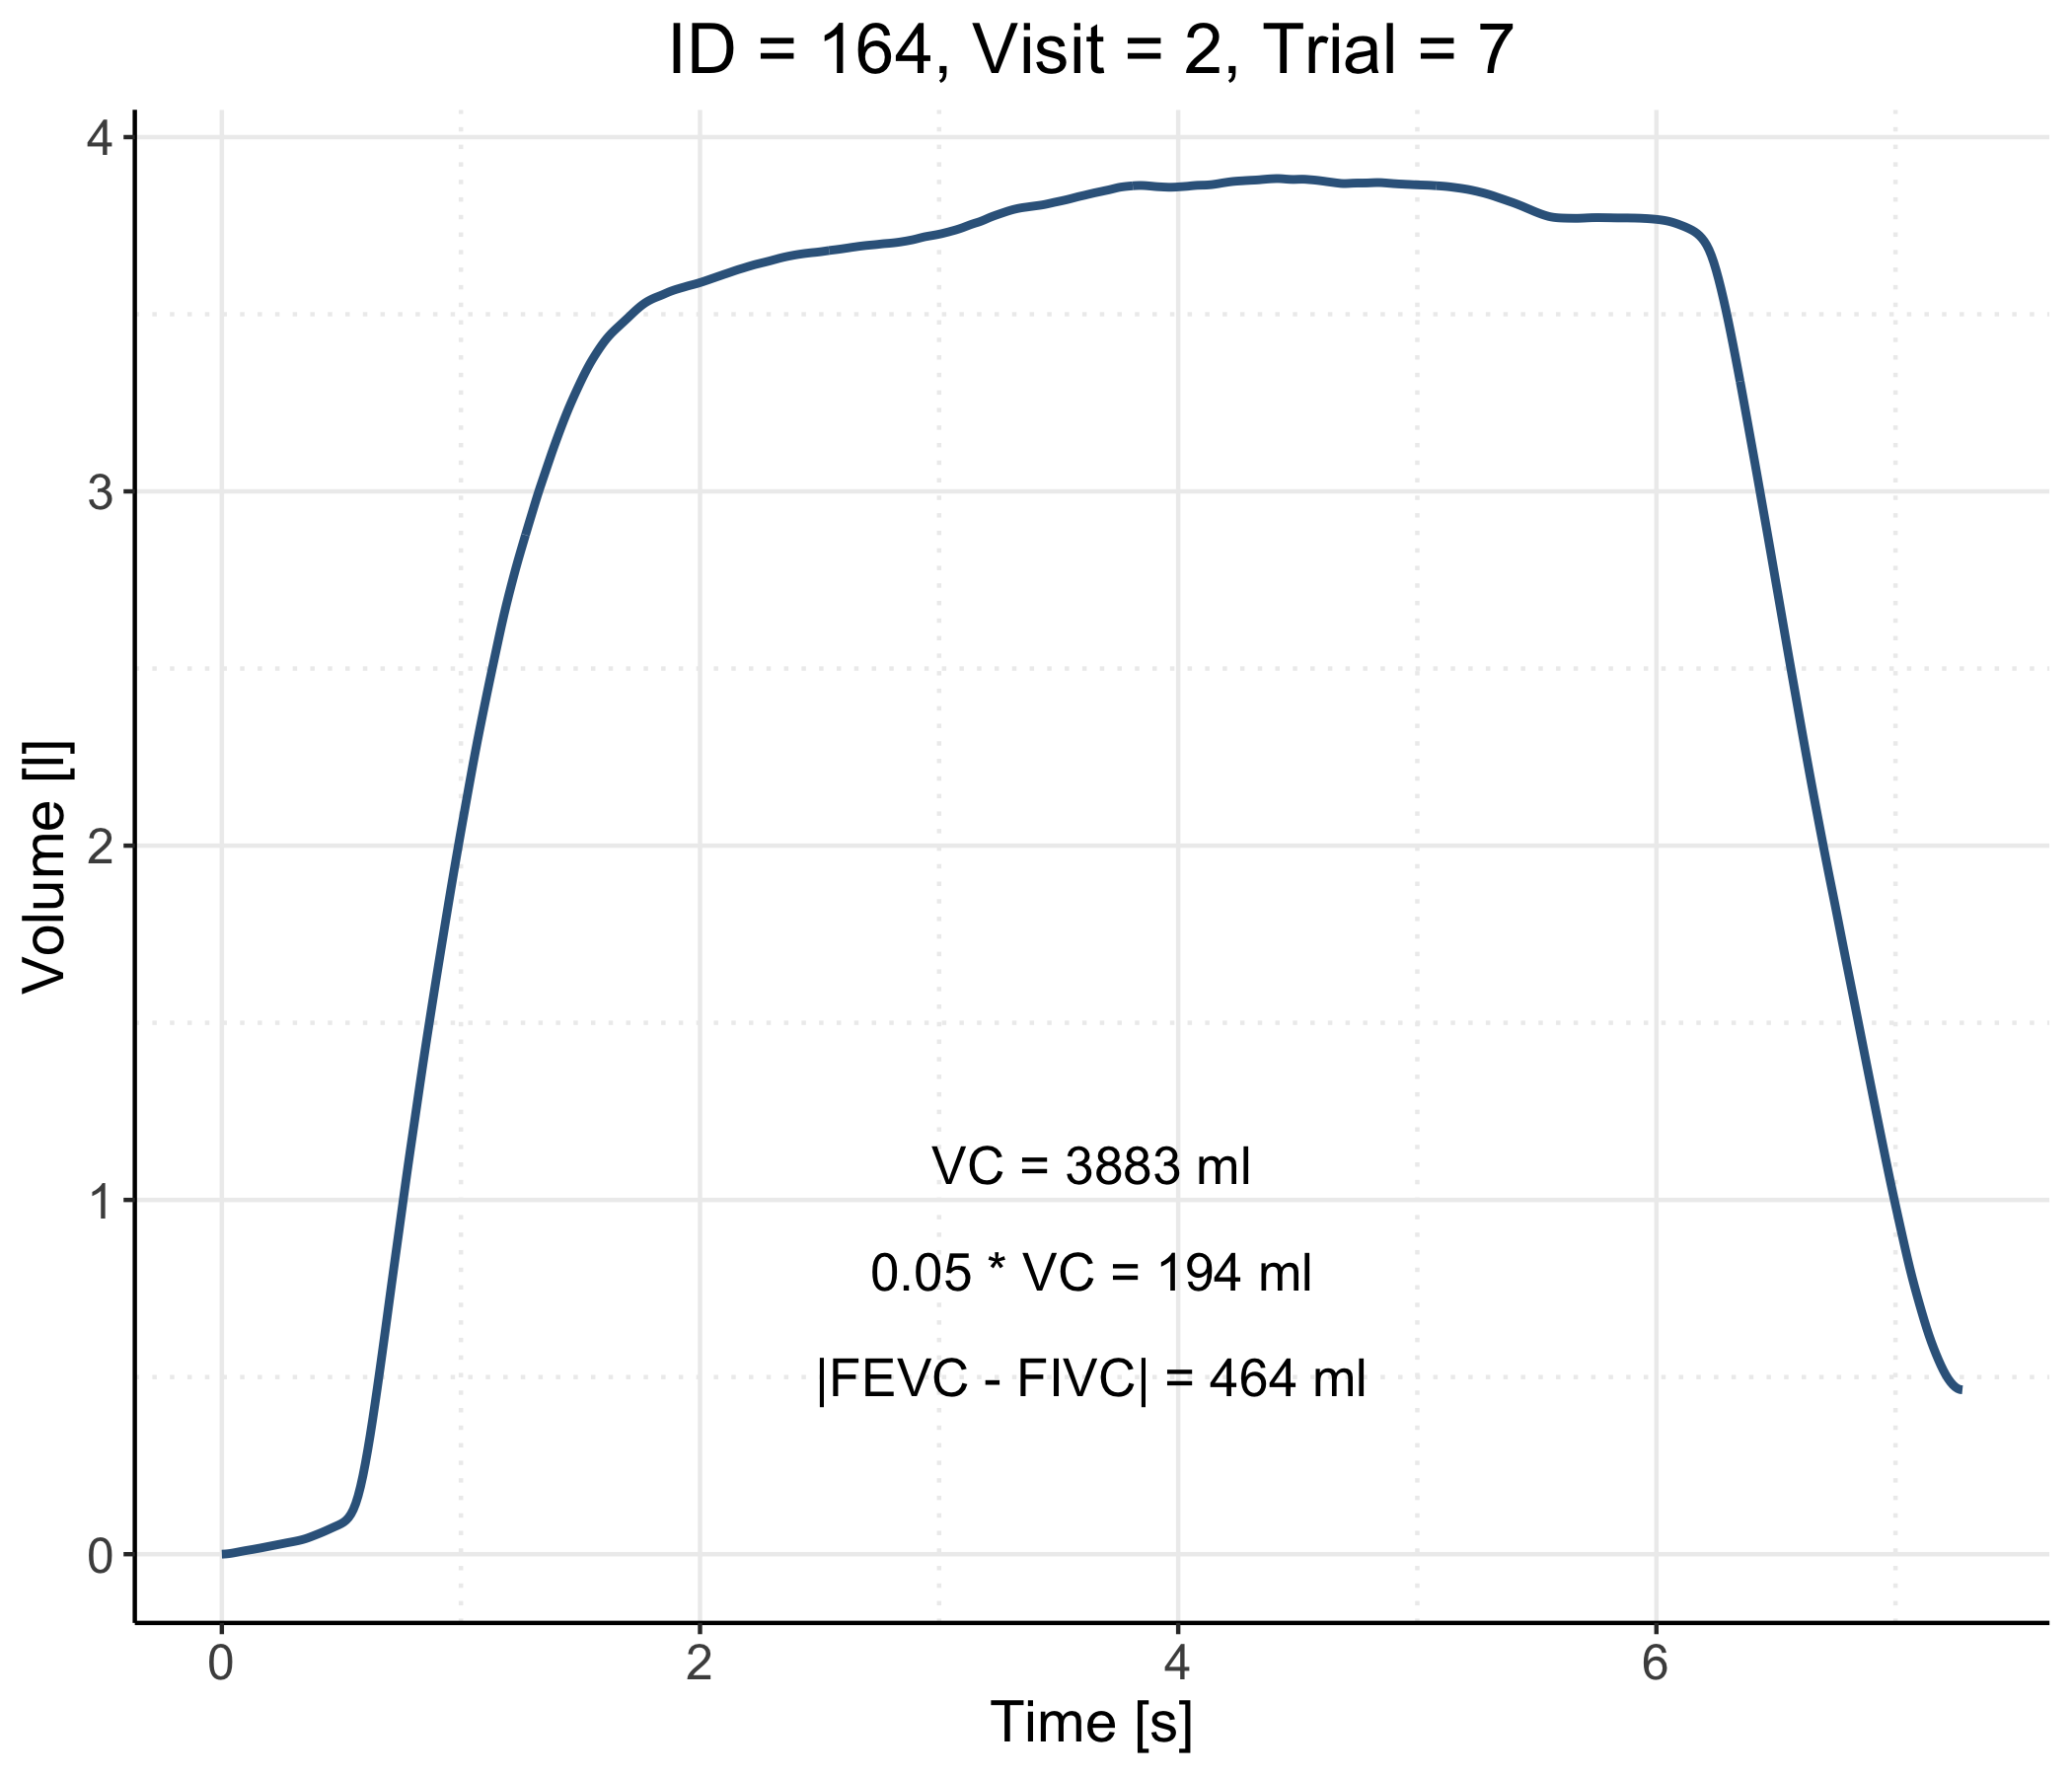 ID = 164, Visit = 2, Trial = 7
4
3
2
1
0
Volume [l]
VC = 3883 ml
0.05 * VC = 194 ml
|FEVC - FIVC| = 464 ml
0 2 4 6
Time [s]